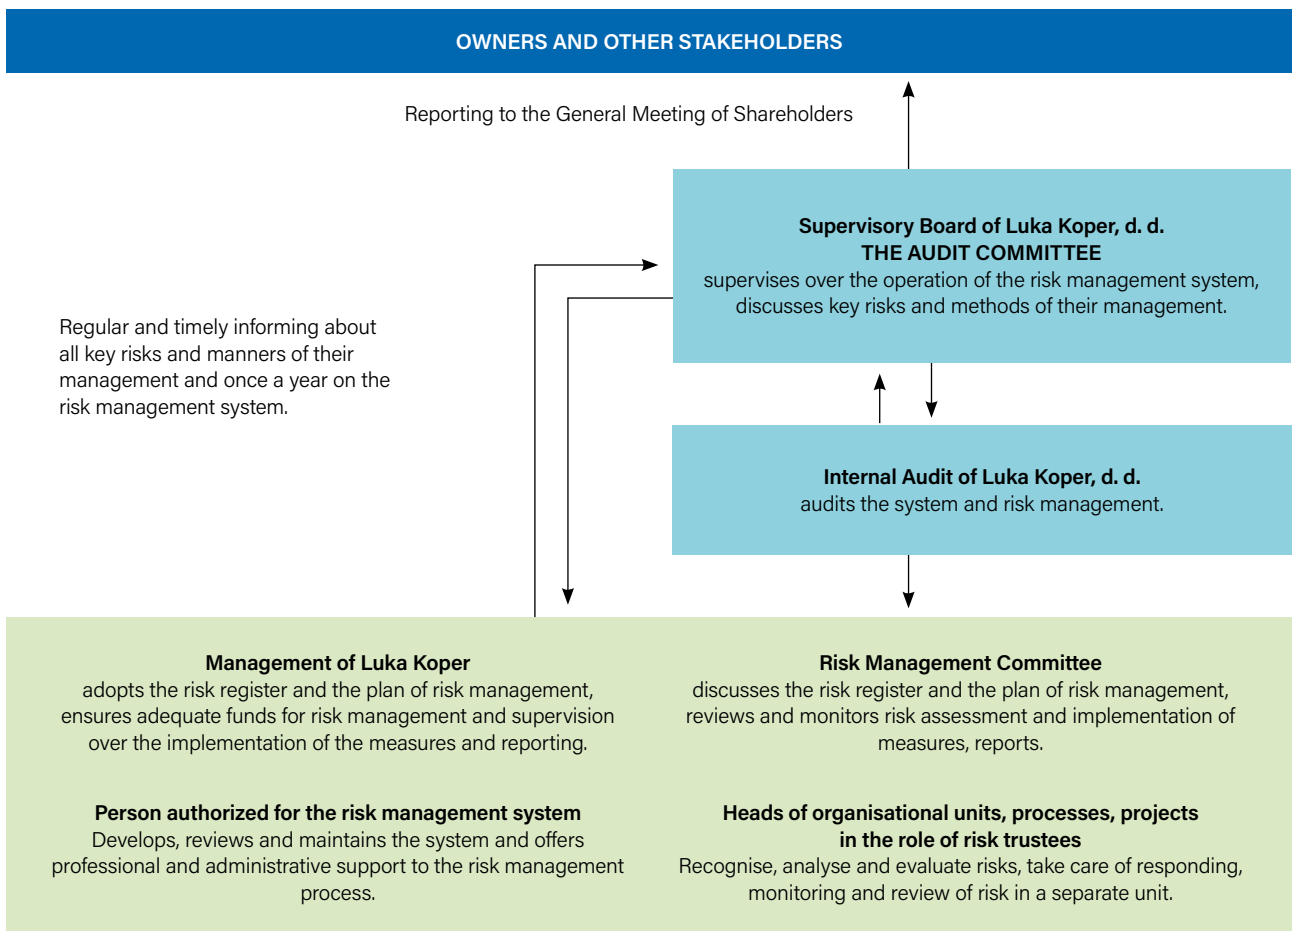 OWNERS AND OTHER STAKEHOLDERS
Reporting to the General Meeting of Shareholders
Supervisory Board of Luka Koper, d. d.
THE AUDIT COMMITTEE
supervises over the operation of the risk management system,
discusses key risks and methods of their management.
Regular and timely informing about
all key risks and manners of their
management and once a year on the
risk management system.
Internal Audit of Luka Koper, d. d.
audits the system and risk management.
Management of Luka Koper
adopts the risk register and the plan of risk management,
ensures adequate funds for risk management and supervision
over the implementation of the measures and reporting.
Risk Management Committee
discusses the risk register and the plan of risk management,
reviews and monitors risk assessment and implementation of
measures, reports.
Person authorized for the risk management system
Develops, reviews and maintains the system and offers
professional and administrative support to the risk management
process.
Heads of organisational units, processes, projects
in the role of risk trustees
Recognise, analyse and evaluate risks, take care of responding,
monitoring and review of risk in a separate unit.